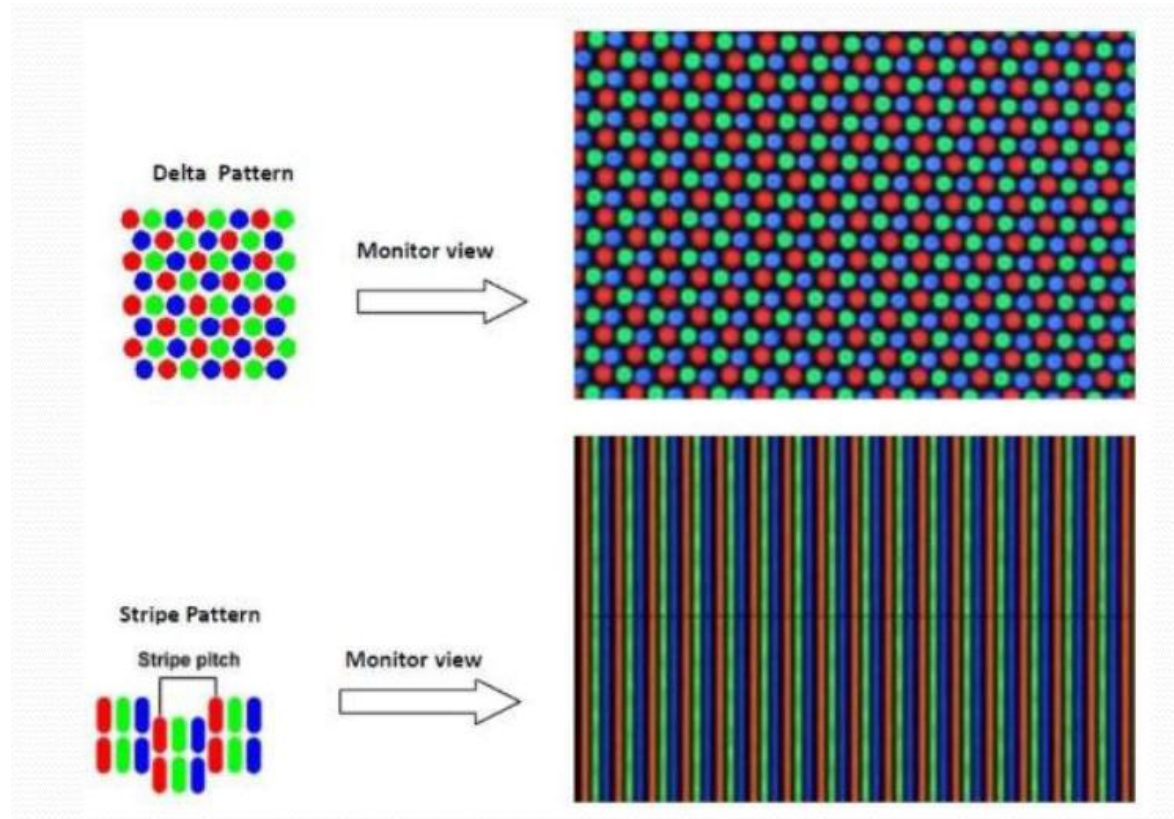 Delta Pattern
Monitor view
Stripe Pattern
Stripe pitch
Monitor view